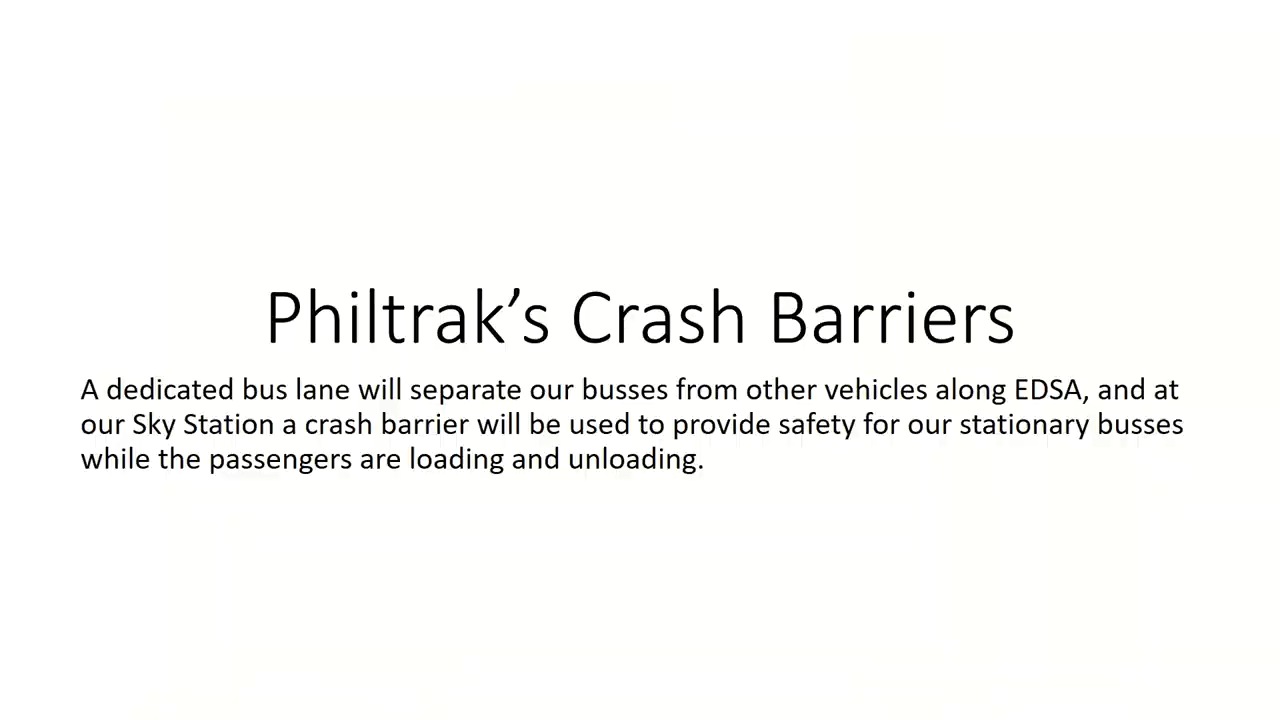 Philtrak’s Crash Barriers
A dedicated bus lane will separate our busses from other vehicles along EDSA, and at
our Sky Station a crash barrier will be used to provide safety for our stationary busses
while the passengers are loading and unloading.